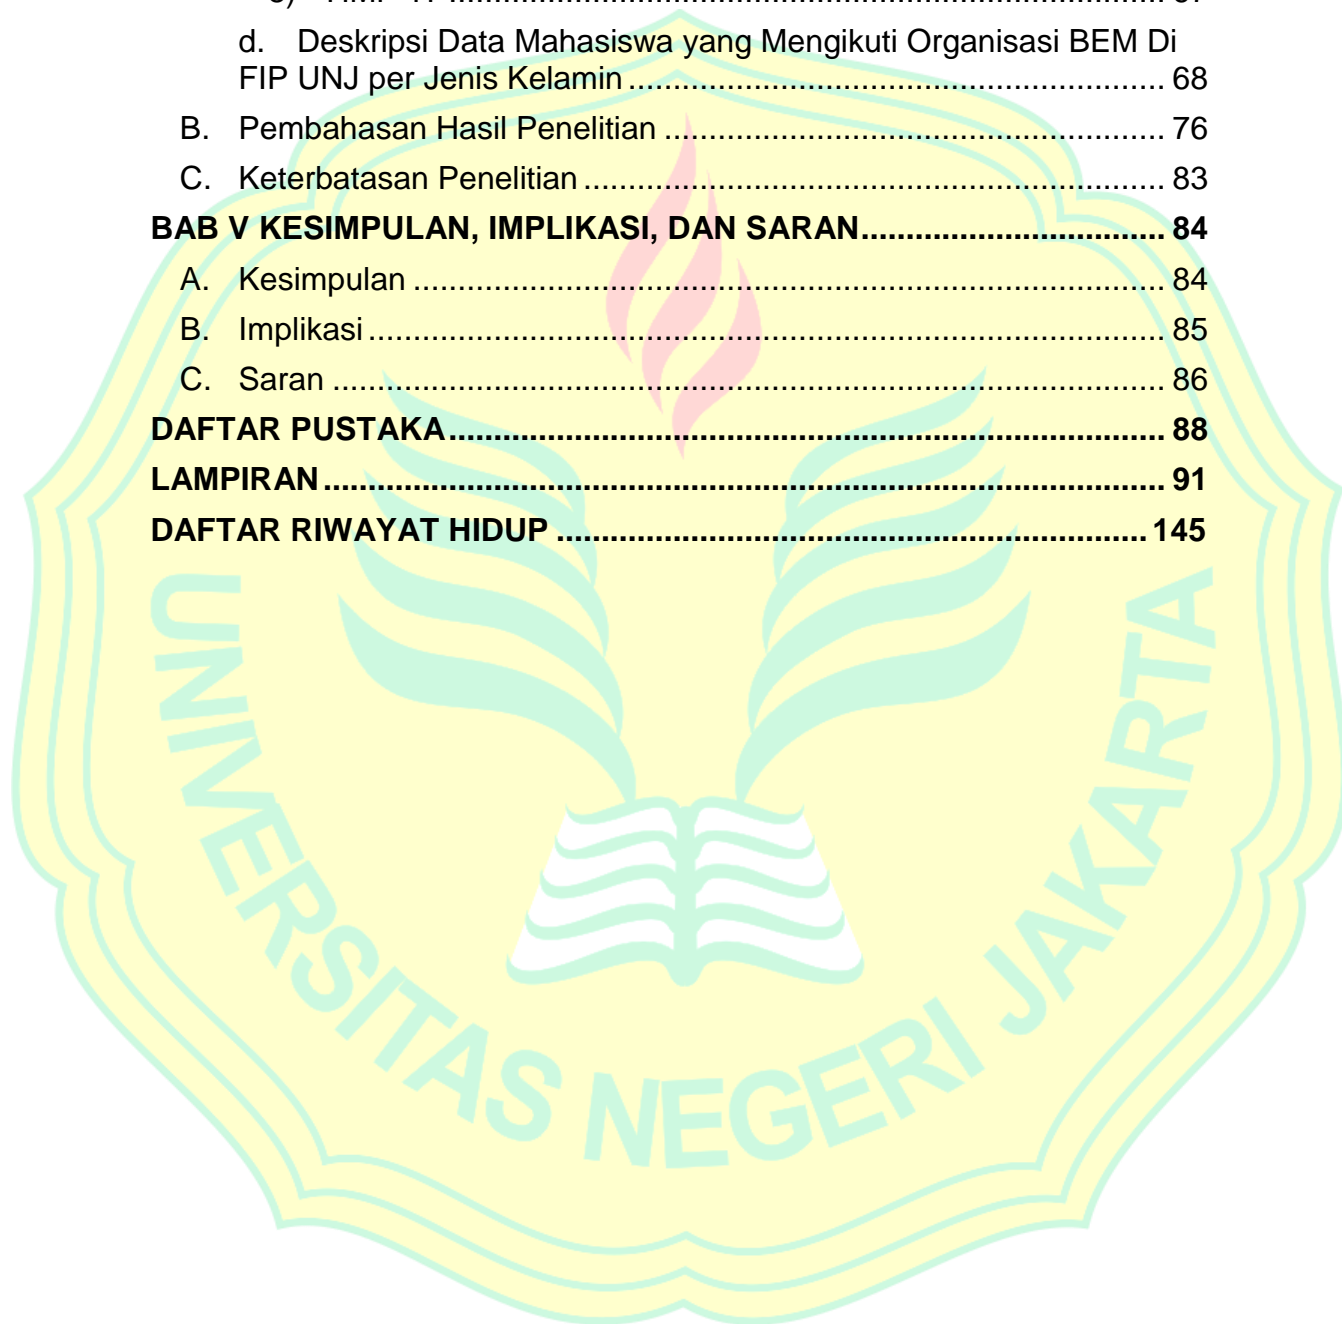 d. Deskripsi Data Mahasiswa yang Mengikuti Organisasi BEM Di
FIP UNJ per Jenis Kelamin ........................................................... 68
B. Pembahasan Hasil Penelitian ....................................................... 76
C. Keterbatasan Penelitian ................................................................ 83
BAB V KESIMPULAN, IMPLIKASI, DAN SARAN.................................. 84
A. Kesimpulan ................................................................................... 84
B. Implikasi ........................................................................................ 85
C. Saran ............................................................................................ 86
DAFTAR PUSTAKA................................................................................ 88
LAMPIRAN .............................................................................................. 91
DAFTAR RIWAYAT HIDUP .................................................................. 145
UNIVERSITAS NEGERI JAKARTA